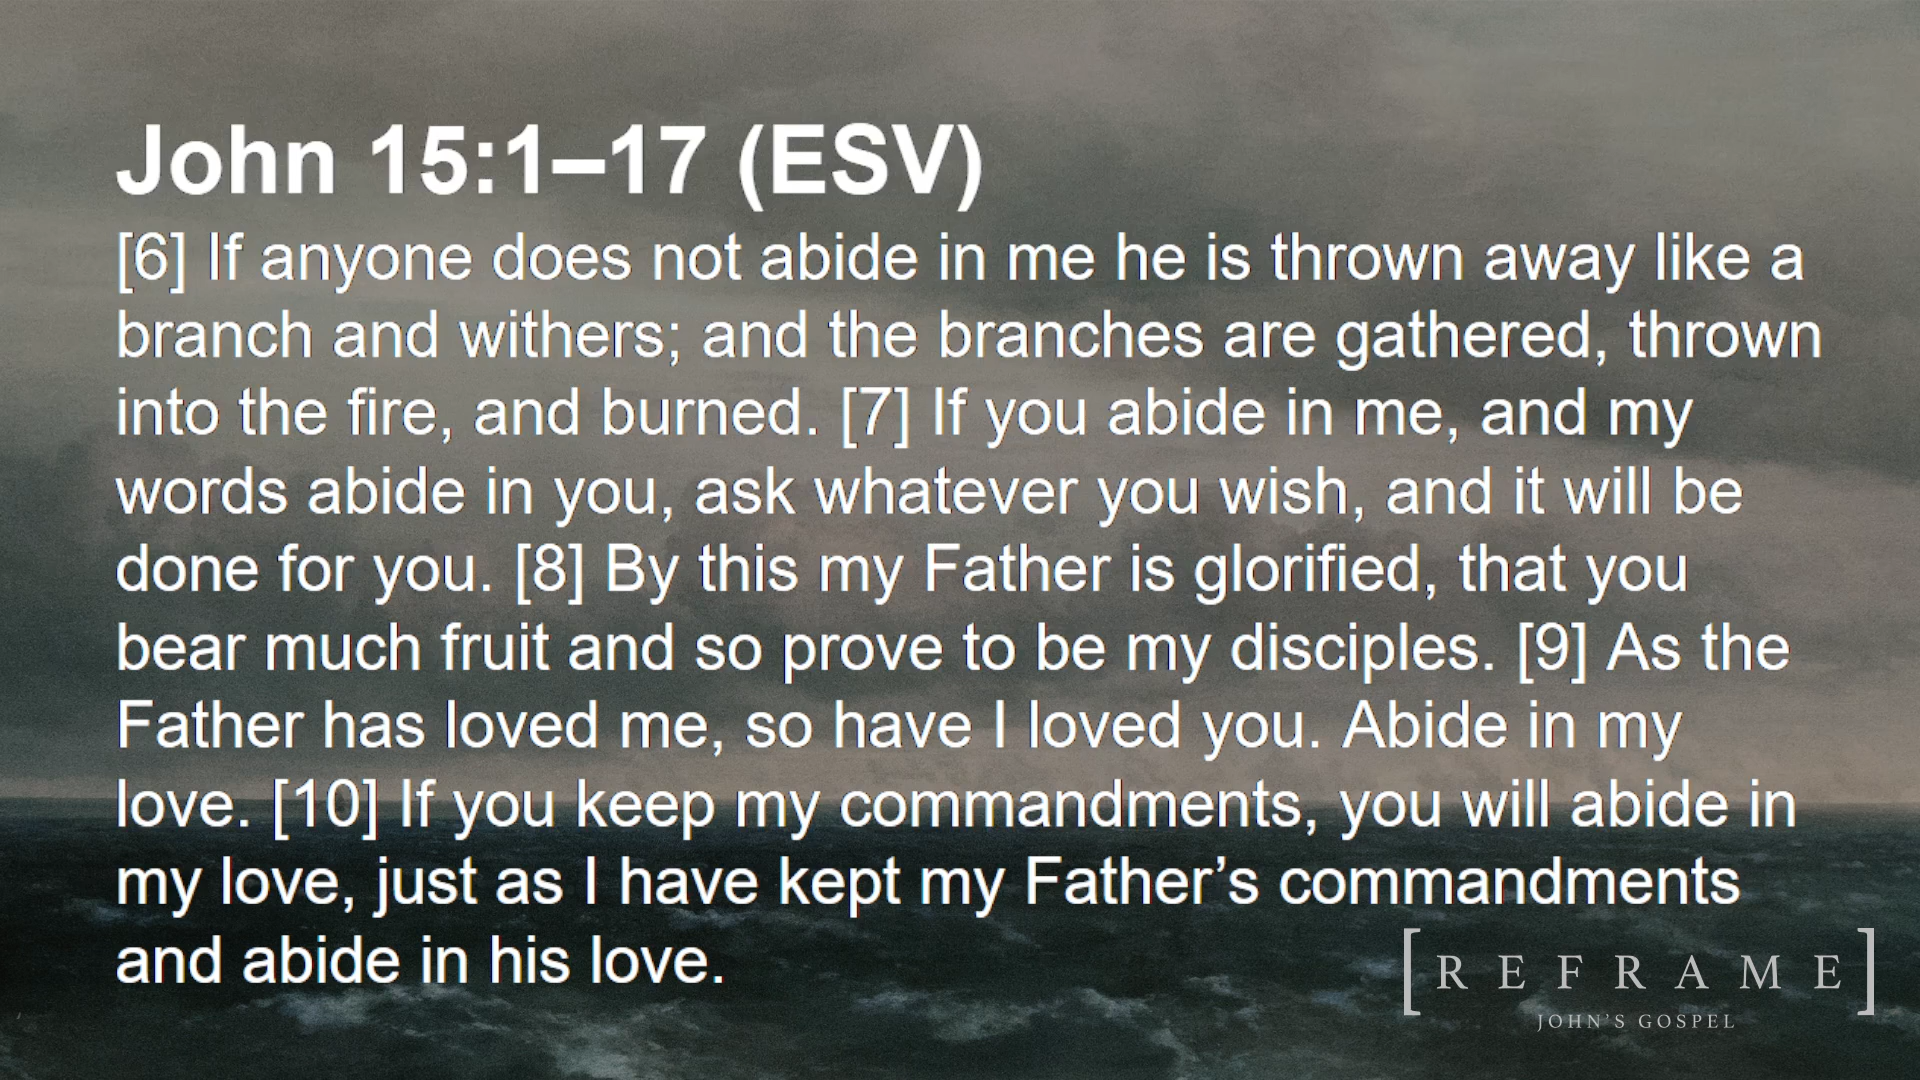 John 15:1–17 (ESV)
[6] If anyone does not abide in me he is thrown away like a
branch and withers; and the branches are gathered, thrown
into the fire, and burned. [7] If you abide in me, and my
words abide in you, ask whatever you wish, and it will be
done for you. [8] By this my Father is glorified, that you
bear much fruit and so prove to be my disciples. [9] As the
Father has loved me, so have I loved you. Abide in my
love. [10] If you keep my commandments, you will abide in
my love, just as I have kept my Father’s commandments
and abide in his love.
[REFRAME]
JOHN’S GOSPEL